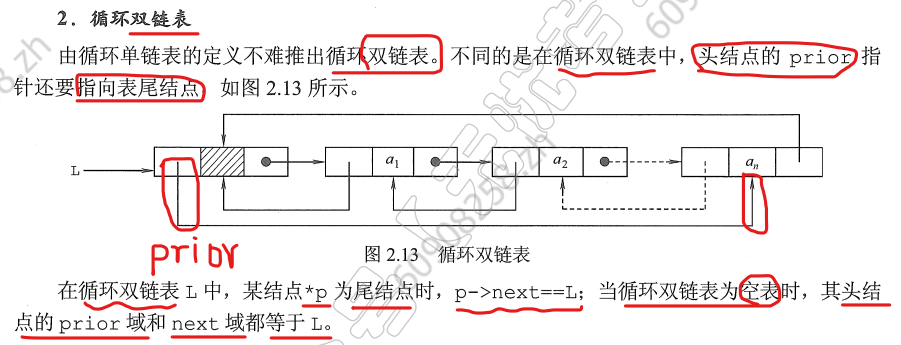 2．循环双链表
由循环单链表的定义不难推出循环双链表。不同的是在循环双链表中，头结点的 prior 指
针还要指向表尾结点，如图 2.13 所示。
L a₁ a₂ aₙ
prior
图 2.13 循环双链表
在循环双链表 L 中，某结点*p 为尾结点时，p->next==L；当循环双链表为空表时，其头结
点的 prior 域和 next 域都等于 L。